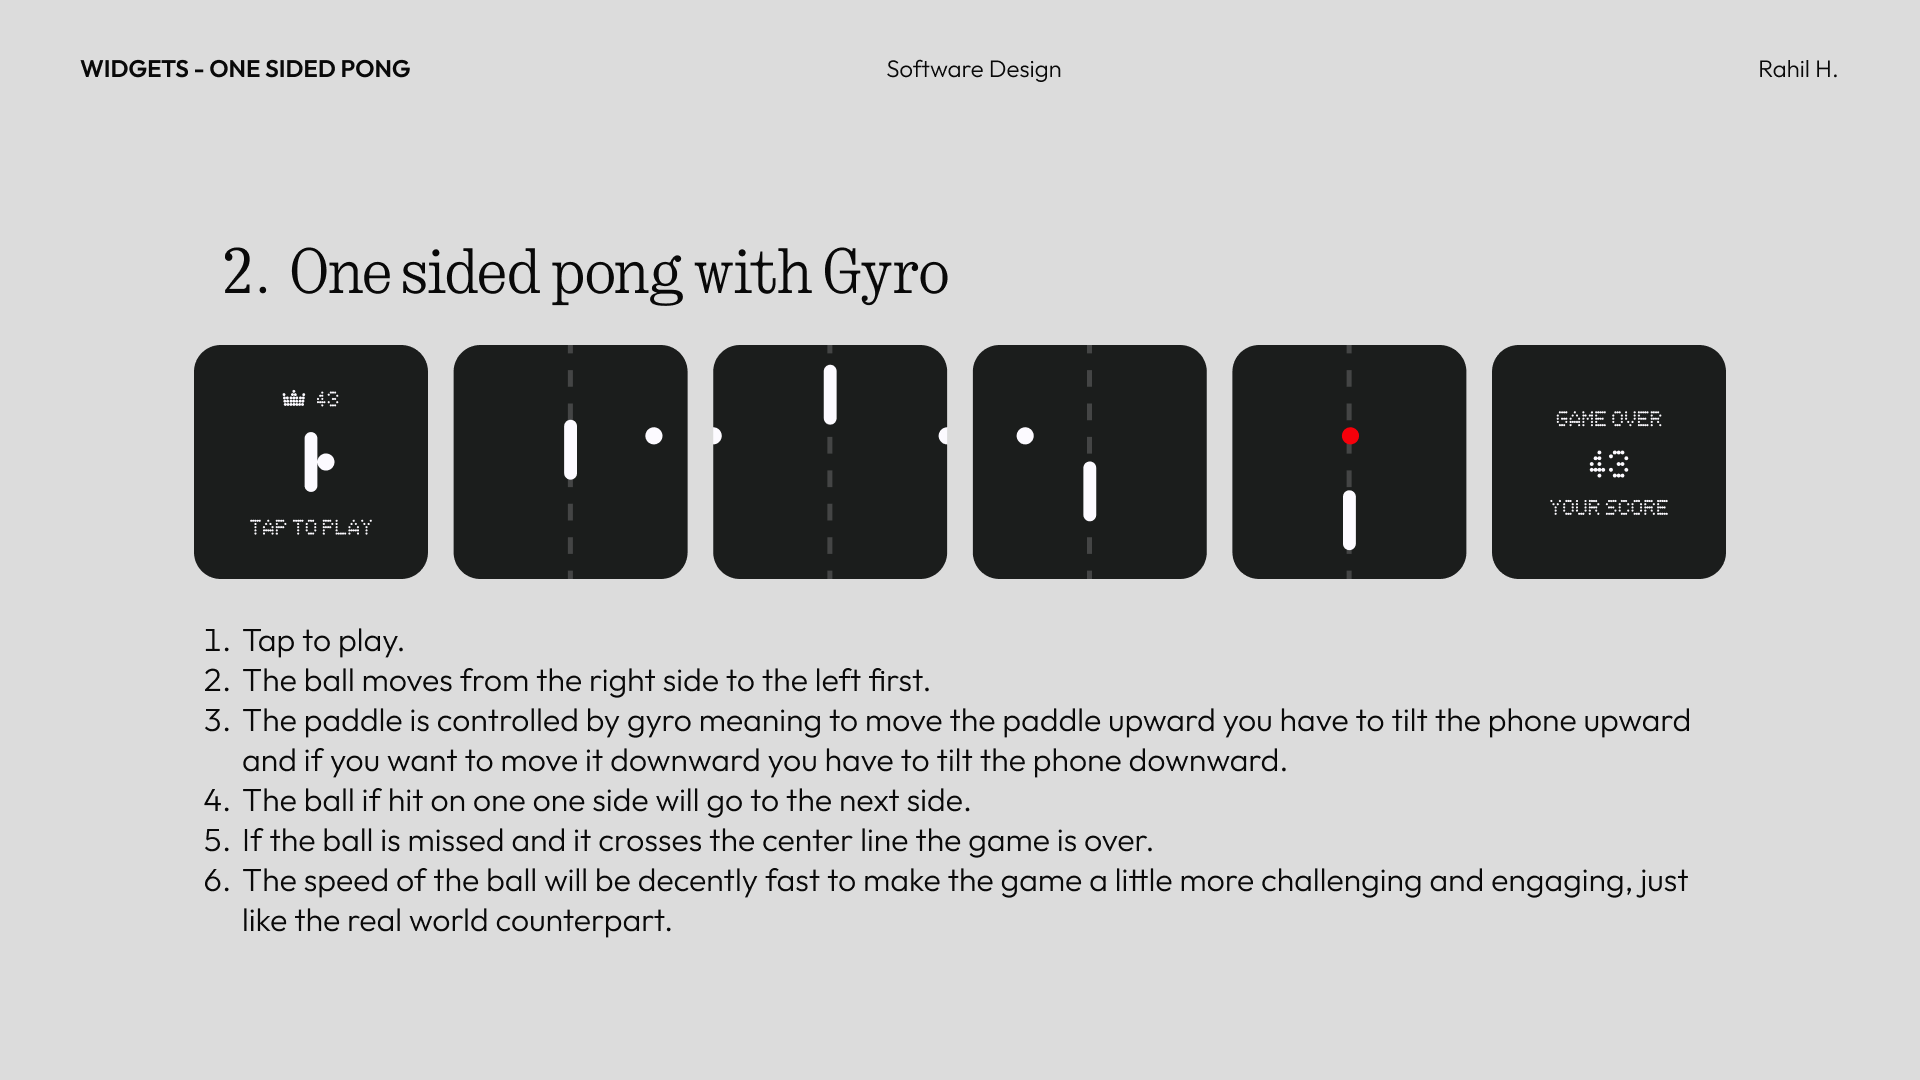 WIDGETS - ONE SIDED PONG
Software Design
Rahil H.
2. One sided pong with Gyro
43
TAP TO PLAY
GAME OVER
43
YOUR SCORE
1. Tap to play.
2. The ball moves from the right side to the left first.
3. The paddle is controlled by gyro meaning to move the paddle upward you have to tilt the phone upward
and if you want to move it downward you have to tilt the phone downward.
4. The ball if hit on one one side will go to the next side.
5. If the ball is missed and it crosses the center line the game is over.
6. The speed of the ball will be decently fast to make the game a little more challenging and engaging, just
like the real world counterpart.